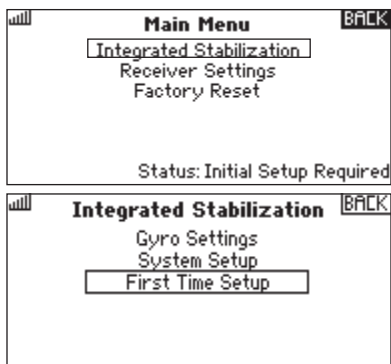 Main Menu BACK
Integrated Stabilization
Receiver Settings
Factory Reset
Status: Initial Setup Required
Integrated Stabilization BACK
Gyro Settings
System Setup
First Time Setup